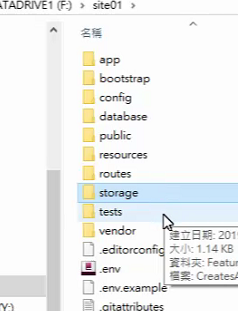 ATADRIVE1 (F:) › site01 ›
名稱
app
bootstrap
config
database
public
resources
routes
storage
tests
vendor
.editorconfig
.env
.env.example
.gitattributes
建立日期: 201
大小: 1.14 KB
資料夾: Featur
檔案: CreatesA
(Y:)